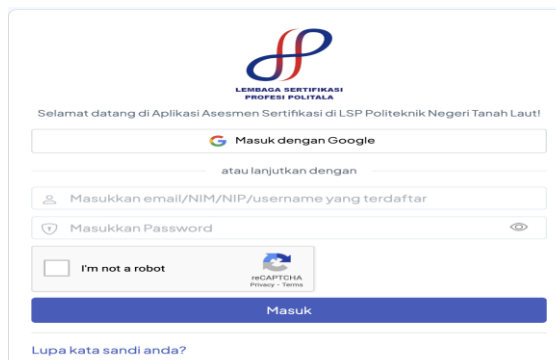 LEMBAGA SERTIFIKASI
PROFESI POLITALA
Selamat datang di Aplikasi Asesmen Sertifikasi di LSP Politeknik Negeri Tanah Laut!
Masuk dengan Google
atau lanjutkan dengan
Masukkan email/NIM/NIP/username yang terdaftar
Masukkan Password
I'm not a robot
reCAPTCHA
Privacy - Terms
Masuk
Lupa kata sandi anda?